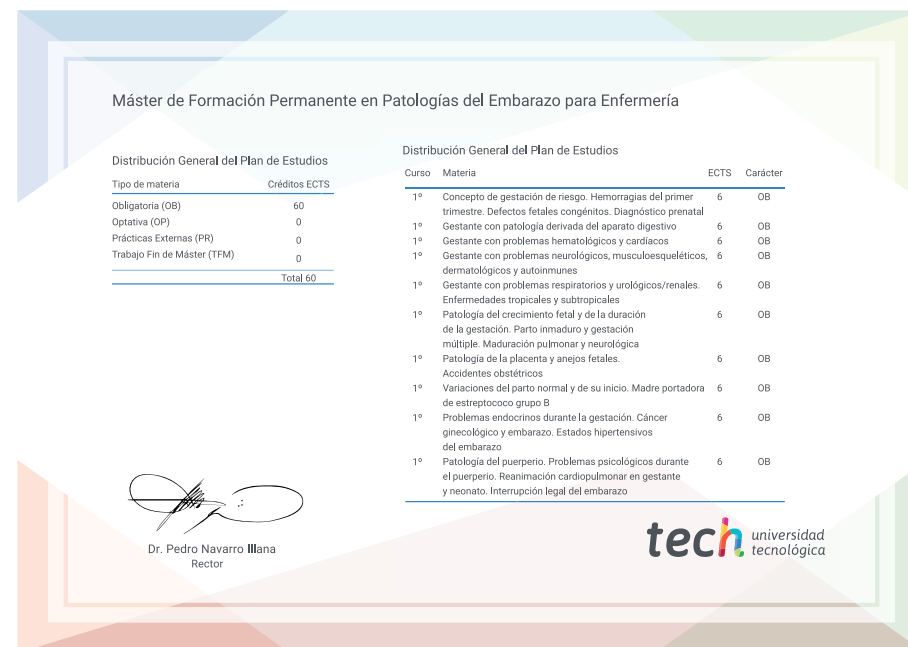 Máster de Formación Permanente en Patologías del Embarazo para Enfermería
Distribución General del Plan de Estudios
Tipo de materia Créditos ECTS
Obligatoria (OB) 60
Optativa (OP) 0
Prácticas Externas (PR) 0
Trabajo Fin de Máster (TFM) 0
Total 60
Distribución General del Plan de Estudios
Curso Materia ECTS Carácter
1º Concepto de gestación de riesgo. Hemorragias del primer 6 OB
trimestre. Defectos fetales congénitos. Diagnóstico prenatal
1º Gestante con patología derivada del aparato digestivo 6 OB
1º Gestante con problemas hematológicos y cardíacos 6 OB
1º Gestante con problemas neurológicos, musculoesqueléticos, 6 OB
dermatológicos y autoinmunes
1º Gestante con problemas respiratorios y urológicos/renales. 6 OB
Enfermedades tropicales y subtropicales
1º Patología del crecimiento fetal y de la duración 6 OB
de la gestación. Parto inmaduro y gestación
múltiple. Maduración pulmonar y neurológica
1º Patología de la placenta y anejos fetales. 6 OB
Accidentes obstétricos
1º Variaciones del parto normal y de su inicio. Madre portadora 6 OB
de estreptococo grupo B
1º Problemas endocrinos durante la gestación. Cáncer 6 OB
ginecológico y embarazo. Estados hipertensivos
del embarazo
1º Patología del puerperio. Problemas psicológicos durante 6 OB
el puerperio. Reanimación cardiopulmonar en gestante
y neonato. Interrupción legal del embarazo
Dr. Pedro Navarro Illana
Rector
tech universidad
tecnológica